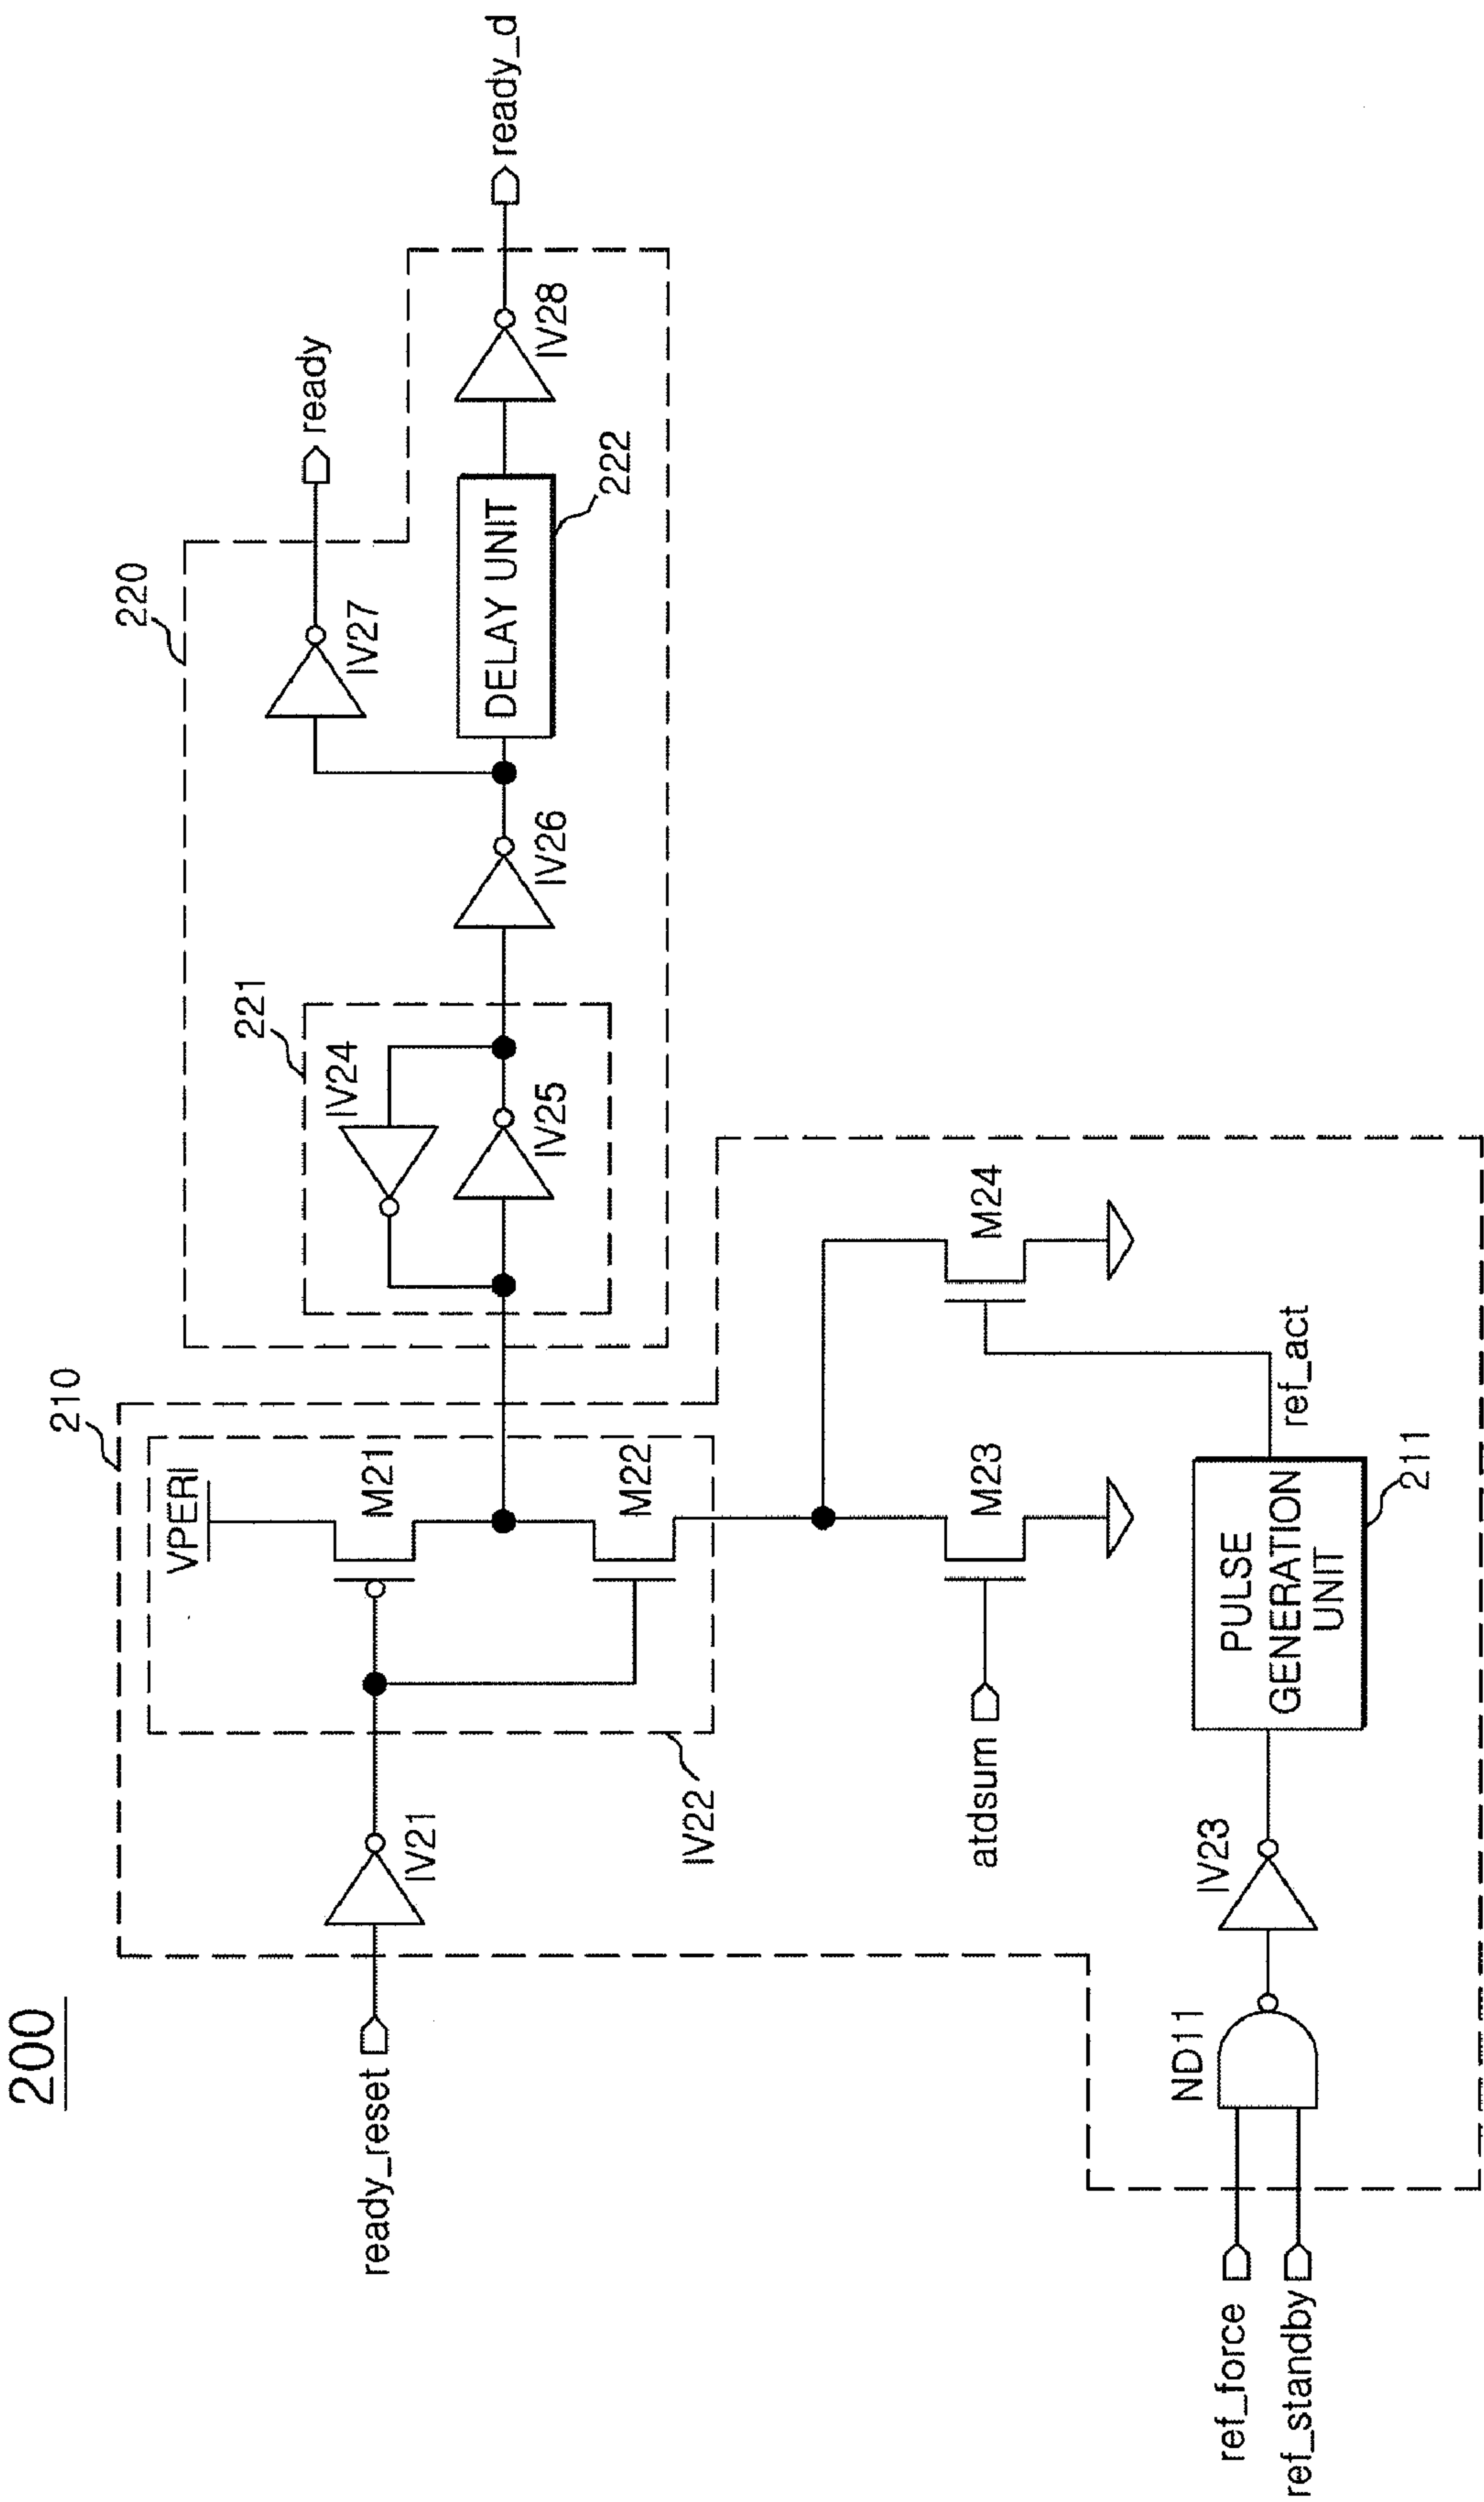 200
210
220
221
VPERI
ready_reset
IV21
M21
M22
IV22
IV24
IV25
IV26
IV27
ready
DELAY UNIT
222
IV28
ready_d
atdsum
M23
M24
ref_force
ref_standby
ND11
IV23
PULSE
GENERATION
UNIT
211
ref_act